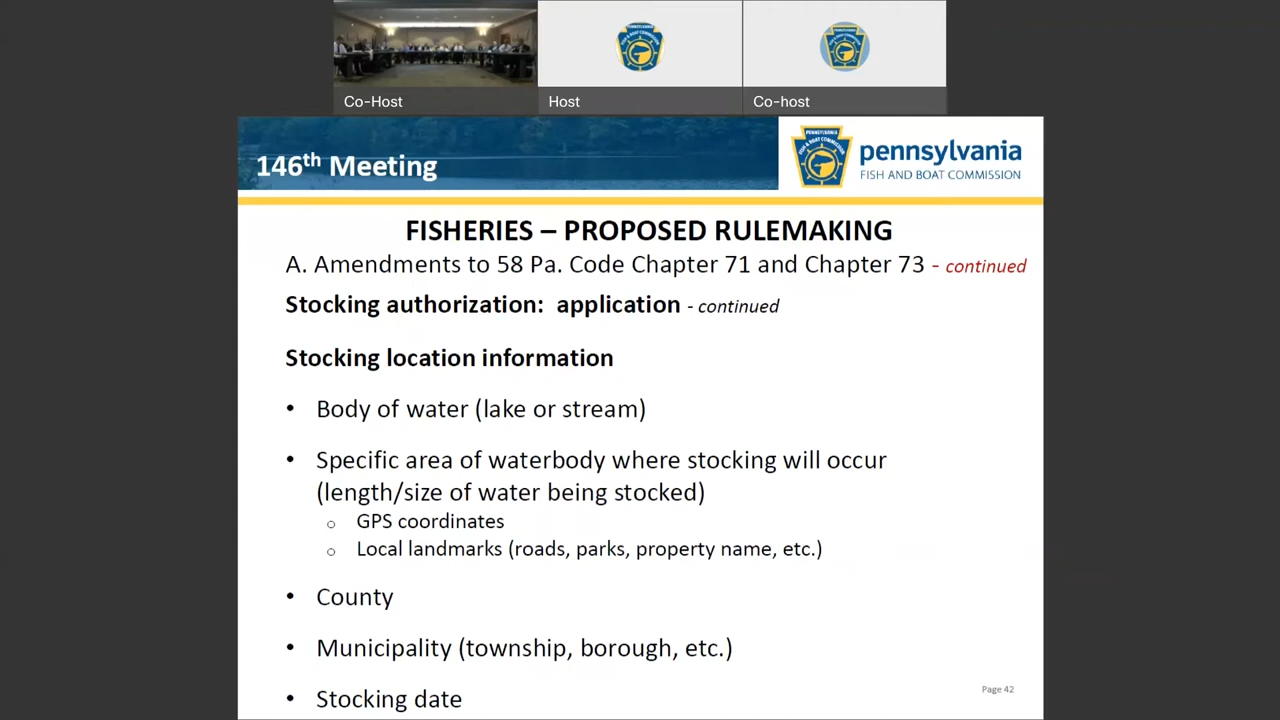 Co-Host
Host
Co-host
146th Meeting
pennsylvania
FISH AND BOAT COMMISSION
FISHERIES – PROPOSED RULEMAKING
A. Amendments to 58 Pa. Code Chapter 71 and Chapter 73 - continued
Stocking authorization: application - continued
Stocking location information
• Body of water (lake or stream)
• Specific area of waterbody where stocking will occur
(length/size of water being stocked)
o GPS coordinates
o Local landmarks (roads, parks, property name, etc.)
• County
• Municipality (township, borough, etc.)
• Stocking date
Page 42